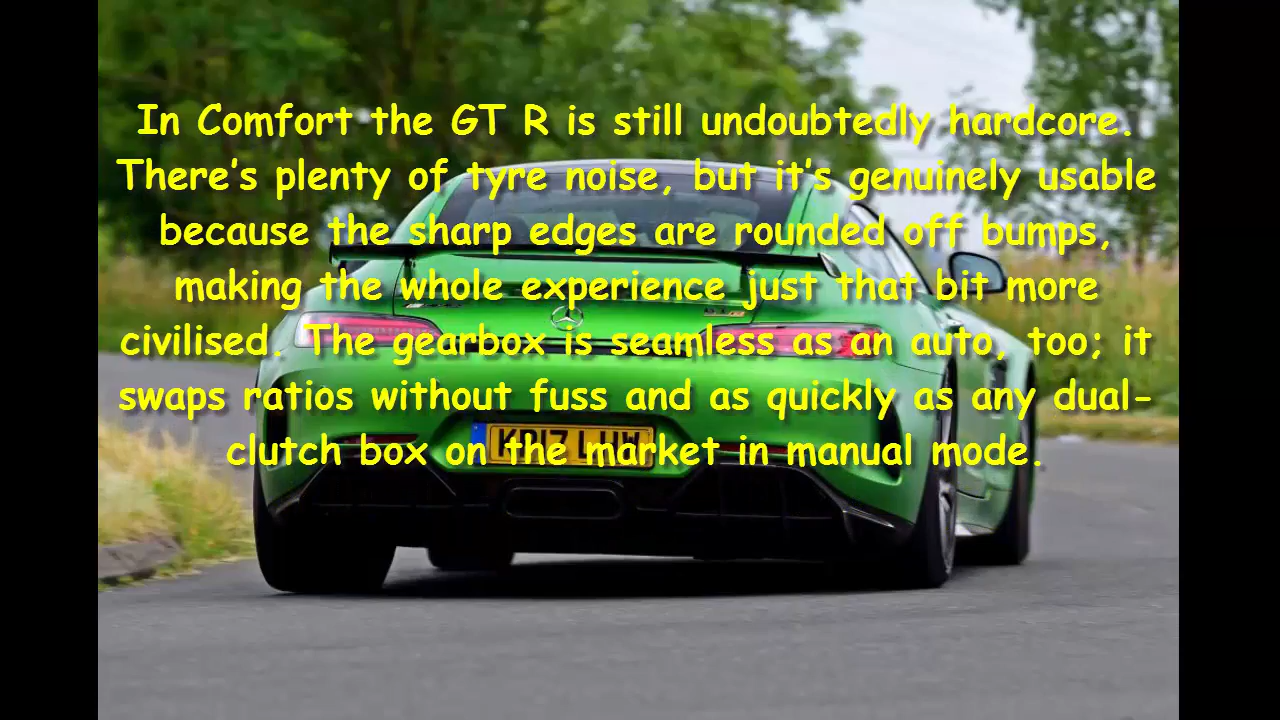 In Comfort the GT R is still undoubtedly hardcore.
There’s plenty of tyre noise, but it’s genuinely usable
because the sharp edges are rounded off bumps,
making the whole experience just that bit more
civilised. The gearbox is seamless as an auto, too; it
swaps ratios without fuss and as quickly as any dual-
clutch box on the market in manual mode.